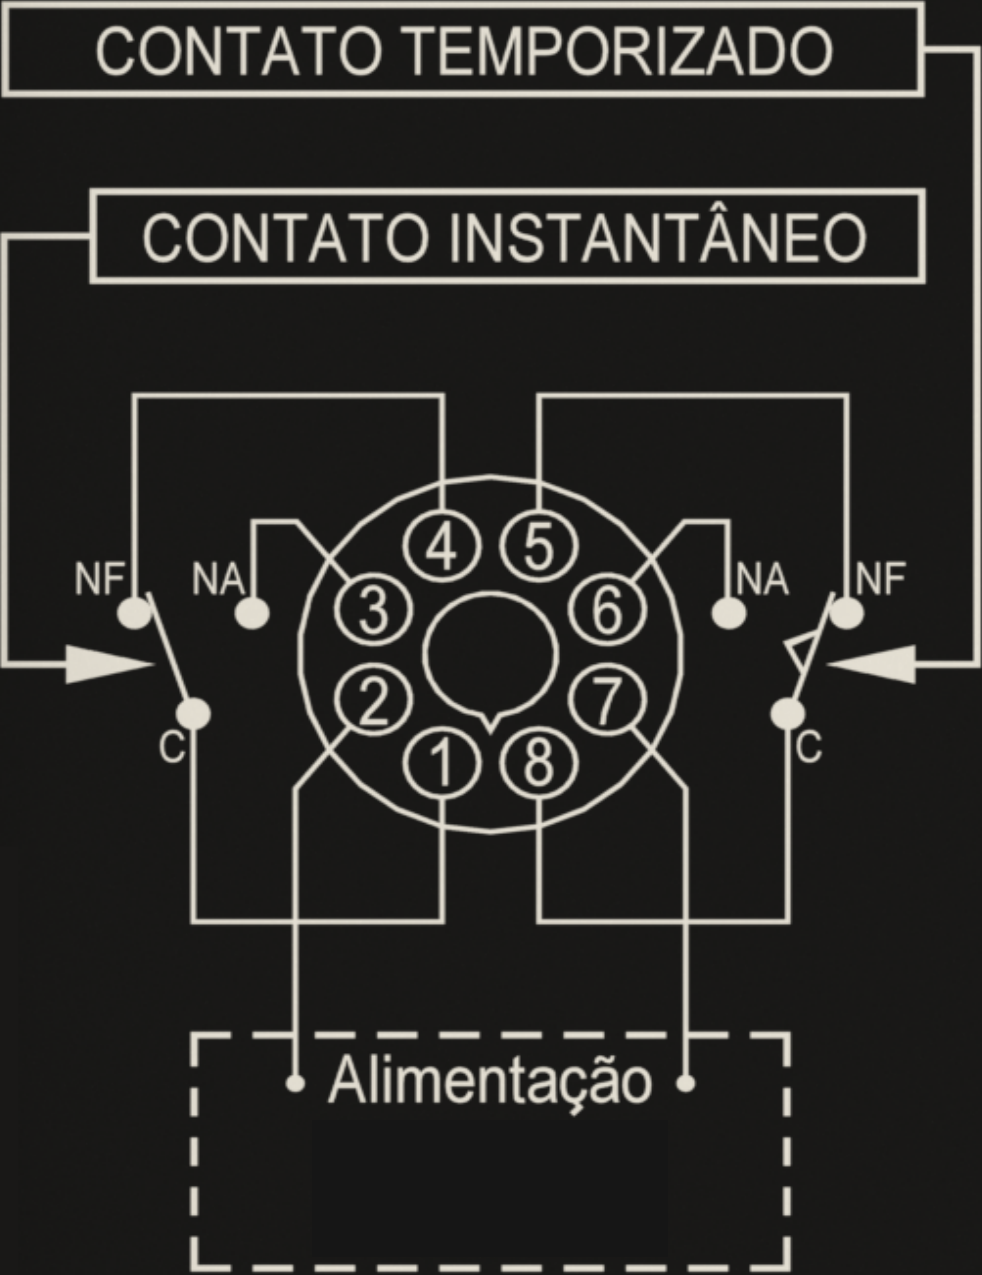 CONTATO TEMPORIZADO
CONTATO INSTANTÂNEO
4 5
NF NA 3 6 NA NF
2 7
C 1 8 C
Alimentação